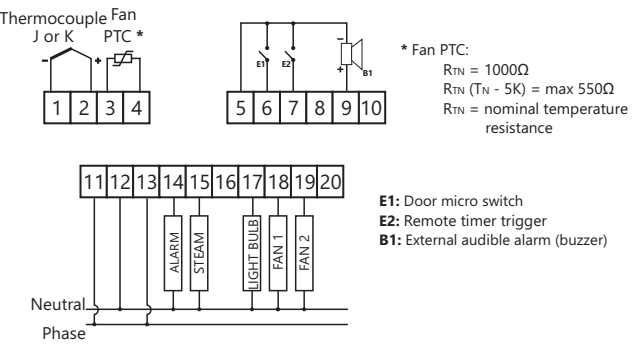 Thermocouple Fan
J or K PTC *
- +
1 2 3 4
E1 E2 - + B1
5 6 7 8 9 10
* Fan PTC:
RTN = 1000Ω
RTN (TN - 5K) = max 550Ω
RTN = nominal temperature
resistance
11 12 13 14 15 16 17 18 19 20
ALARM
STEAM
LIGHT BULB
FAN 1
FAN 2
E1: Door micro switch
E2: Remote timer trigger
B1: External audible alarm (buzzer)
Neutral
Phase